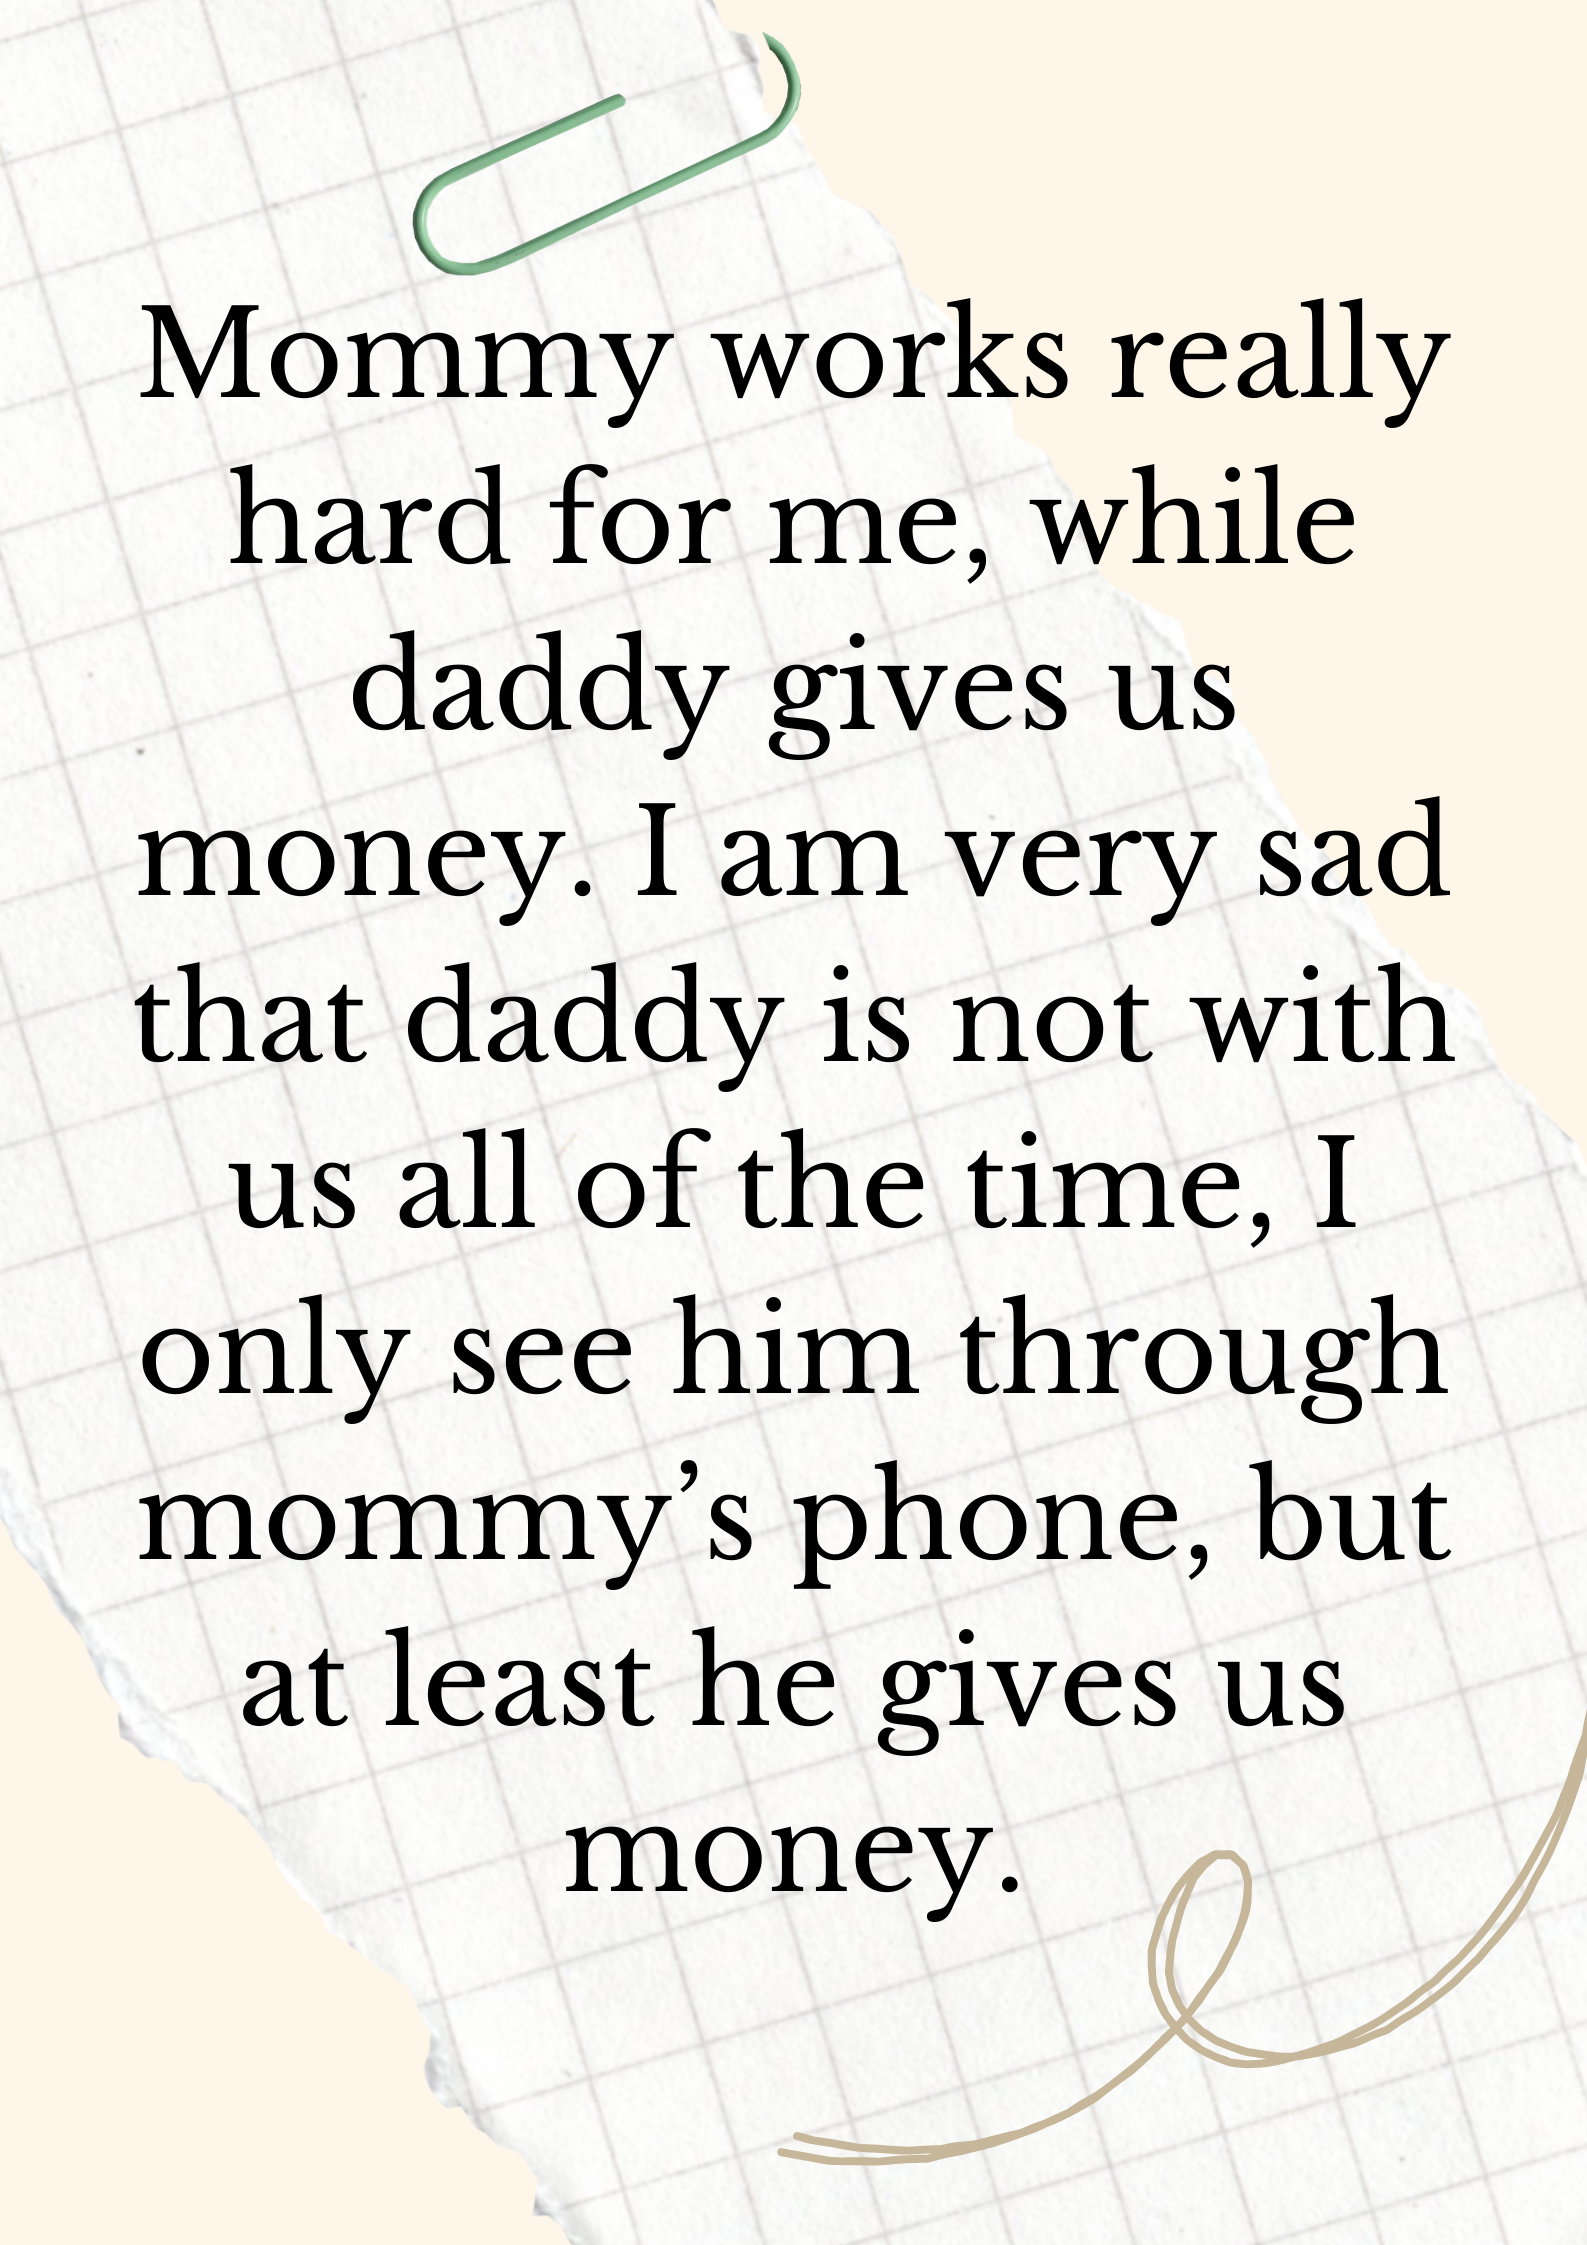 Mommy works really
hard for me, while
daddy gives us
money. I am very sad
that daddy is not with
us all of the time, I
only see him through
mommy’s phone, but
at least he gives us
money.